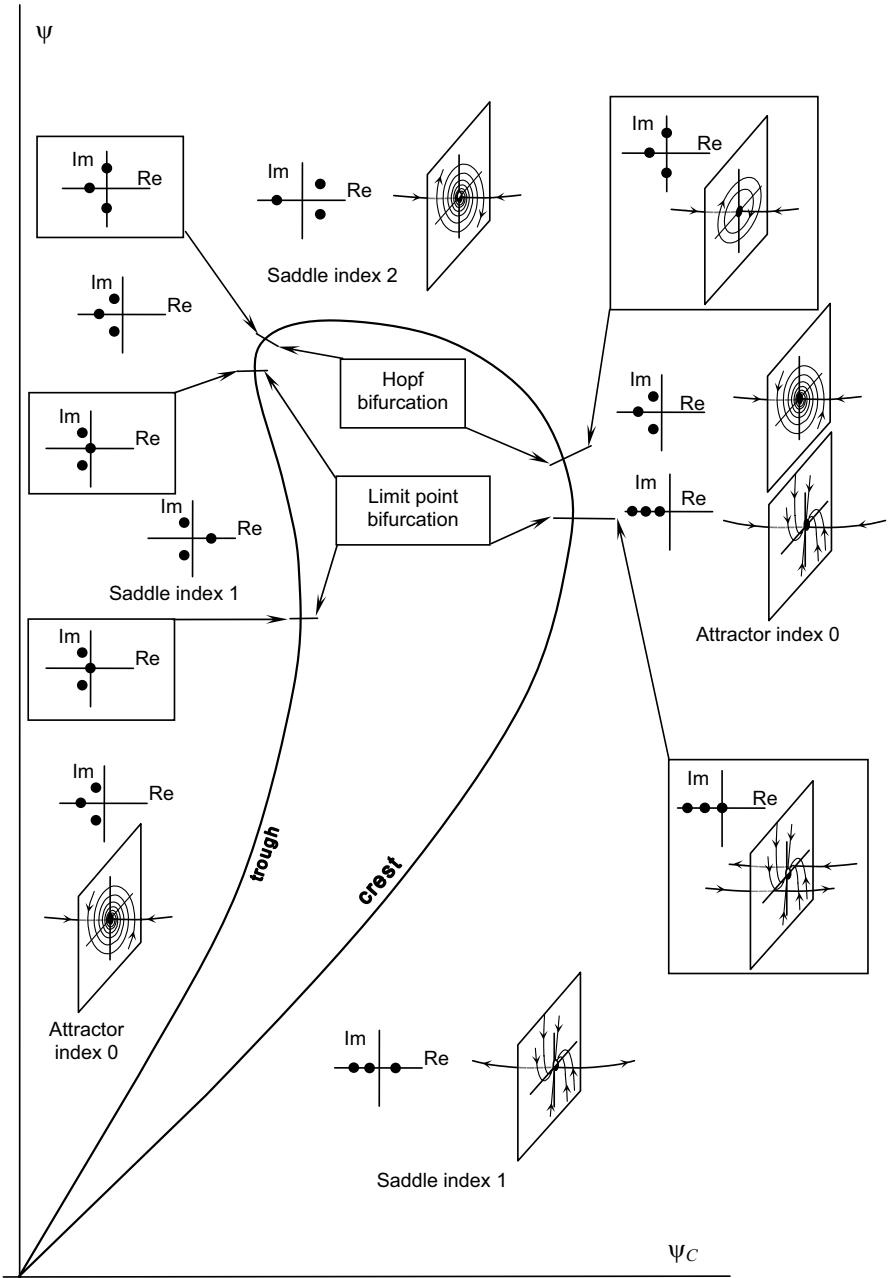 ψ
Im
Re
Im
Re
Saddle index 2
Im
Re
Im
Re
Hopf
bifurcation
Im
Re
Im
Re
Limit point
bifurcation
Im
Re
Im
Re
Saddle index 1
Attractor index 0
Im
Re
Im
Re
Im
Re
trough
crest
Attractor
index 0
Im
Re
Saddle index 1
ψC